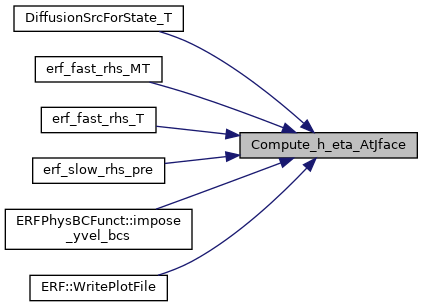 DiffusionSrcForState_T
erf_fast_rhs_MT
erf_fast_rhs_T
Compute_h_eta_AtJface
erf_slow_rhs_pre
ERFPhysBCFunct::impose
_yvel_bcs
ERF::WritePlotFile